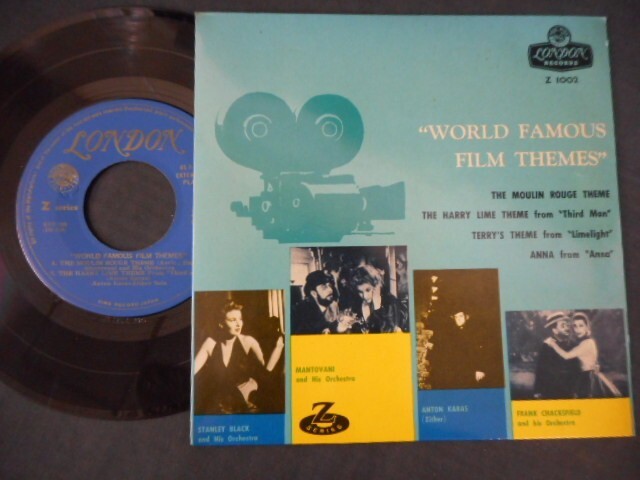 LONDON
Z series
"WORLD FAMOUS FILM THEMES"
LONDON
RECORDS
Z 1002
"WORLD FAMOUS
FILM THEMES"
THE MOULIN ROUGE THEME
THE HARRY LIME THEME from "Third Man"
TERRY'S THEME from "Limelight"
ANNA from "Anna"
STANLEY BLACK
and His Orchestra
MANTOVANI
and His Orchestra
Z
SERIES
ANTON KARAS
(Zither)
FRANK CHACKSFIELD
and his Orchestra